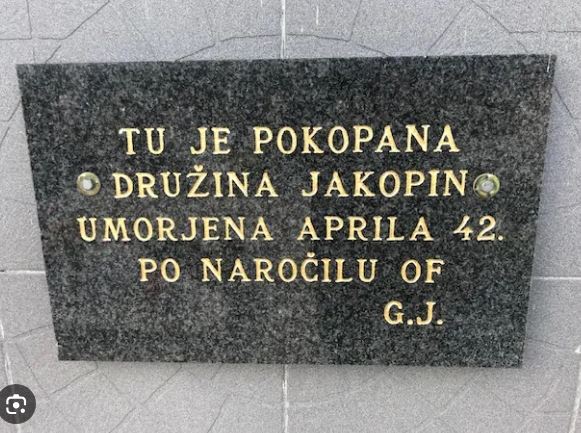 TU JE POKOPANA
DRUŽINA JAKOPIN
UMORJENA APRILA 42.
PO NAROČILU OF
G.J.